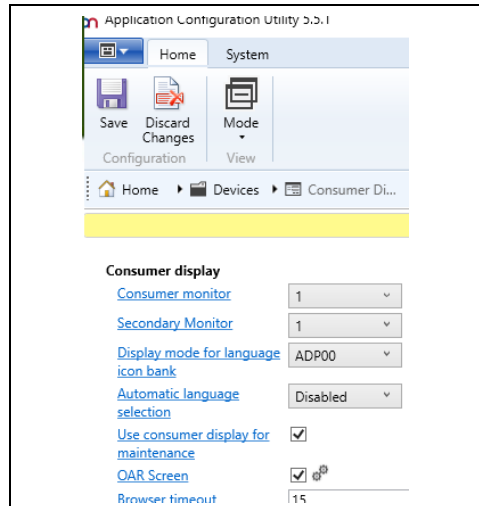 Application Configuration Utility 5.5.1
Home System
Save Discard Changes Mode
Configuration View
Home Devices Consumer Di...
Consumer display
Consumer monitor 1
Secondary Monitor 1
Display mode for language icon bank ADP00
Automatic language selection Disabled
Use consumer display for maintenance
OAR Screen
Browser timeout 15